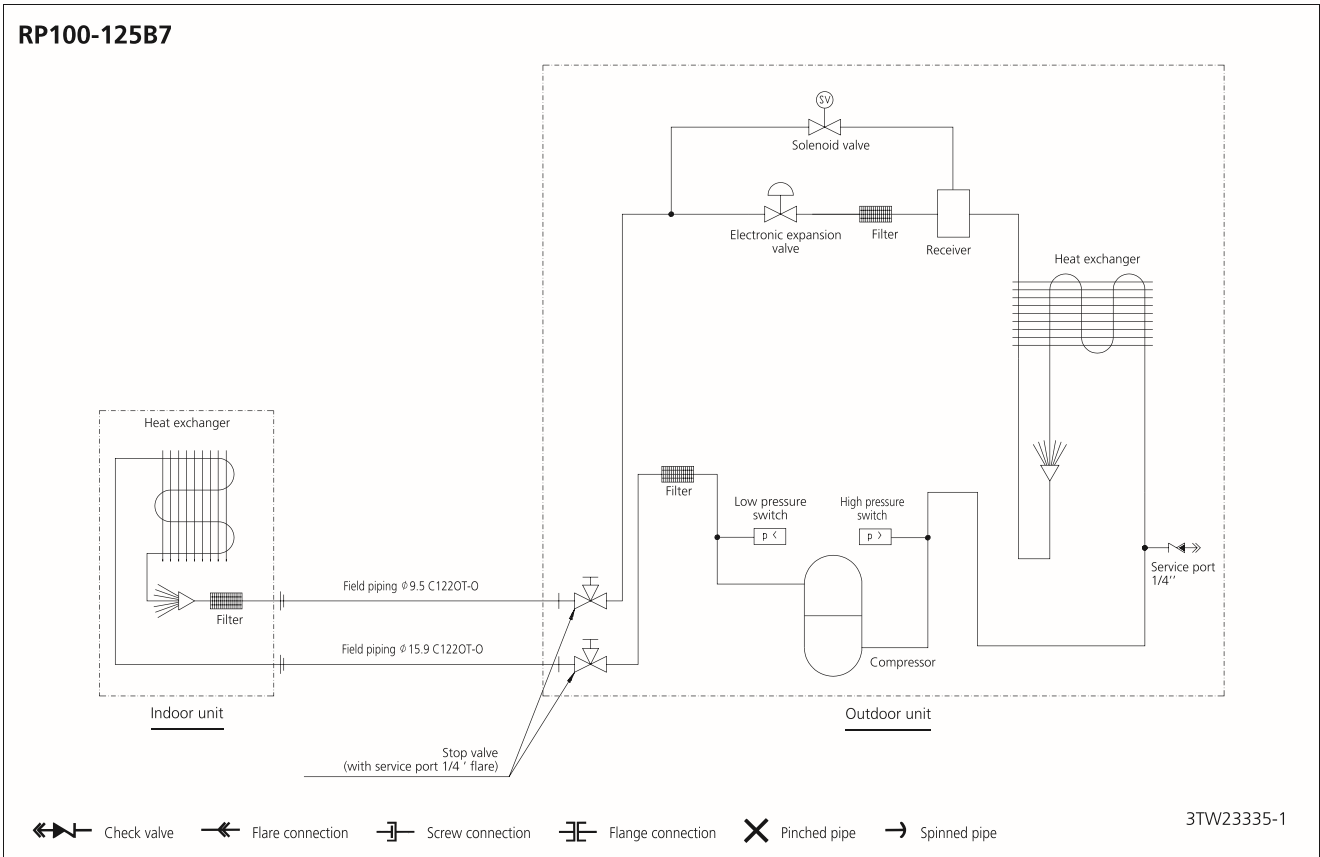 RP100-125B7
SV
Solenoid valve
Electronic expansion
valve
Filter
Receiver
Heat exchanger
Heat exchanger
Filter
Low pressure
switch
High pressure
switch
p <
p >
Service port
1/4''
Field piping ϕ9.5 C122OT-O
Filter
Field piping ϕ15.9 C122OT-O
Compressor
Indoor unit
Outdoor unit
Stop valve
(with service port 1/4 ' flare)
Check valve
Flare connection
Screw connection
Flange connection
Pinched pipe
Spinned pipe
3TW23335-1